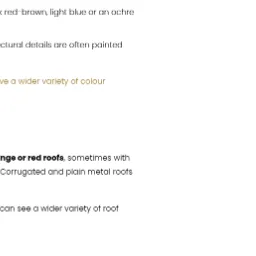 red-brown, light blue or an ochre
ctural details are often painted
ve a wider variety of colour
nge or red roofs, sometimes with
Corrugated and plain metal roofs
can see a wider variety of roof